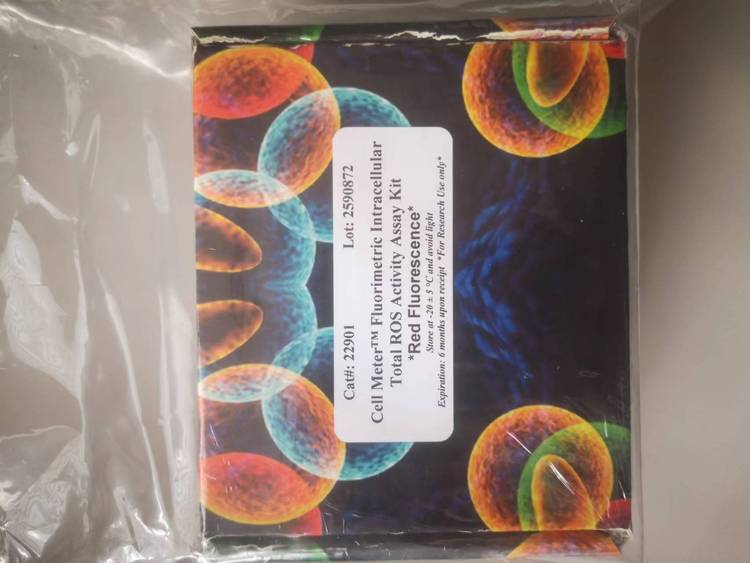 Cat#: 22901 Lot: 2590872
Cell Meter™ Fluorimetric Intracellular
Total ROS Activity Assay Kit
*Red Fluorescence*
Store at -20 ± 5 °C and avoid light
Expiration: 6 months upon receipt *For Research Use only*